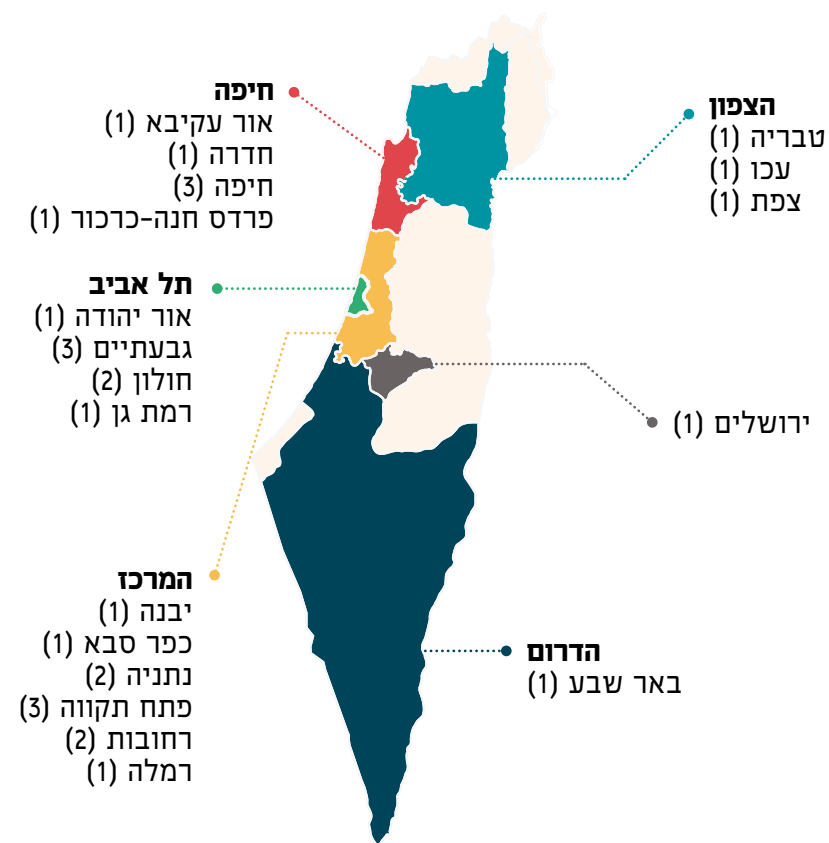 חיפה
אור עקיבא (1)
חדרה (1)
חיפה (3)
פרדס חנה-כרכור (1)
הצפון
טבריה (1)
עכו (1)
צפת (1)
תל אביב
אור יהודה (1)
גבעתיים (3)
חולון (2)
רמת גן (1)
ירושלים (1)
המרכז
יבנה (1)
כפר סבא (1)
נתניה (2)
פתח תקווה (3)
רחובות (2)
רמלה (1)
הדרום
באר שבע (1)